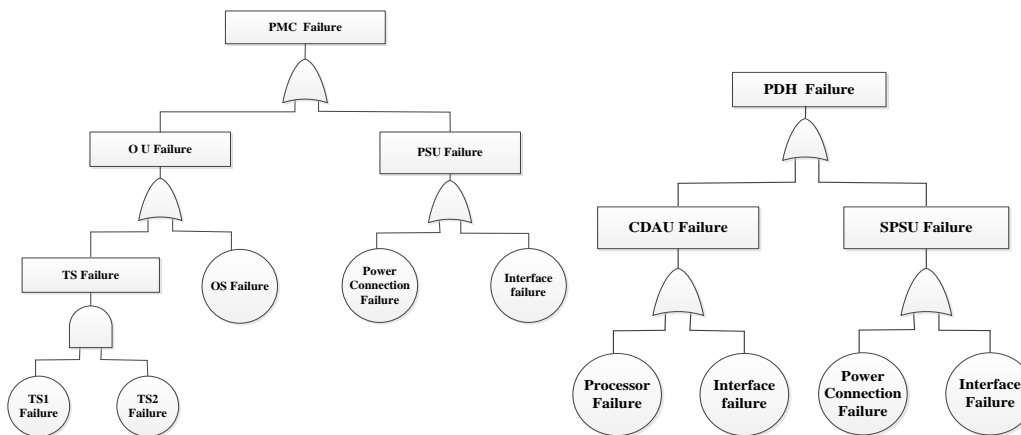 PMC Failure
O U Failure
PSU Failure
TS Failure
OS Failure
Power
Connection
Failure
Interface
failure
TS1
Failure
TS2
Failure
PDH Failure
CDAU Failure
SPSU Failure
Processor
Failure
Interface
failure
Power
Connection
Failure
Interface
Failure